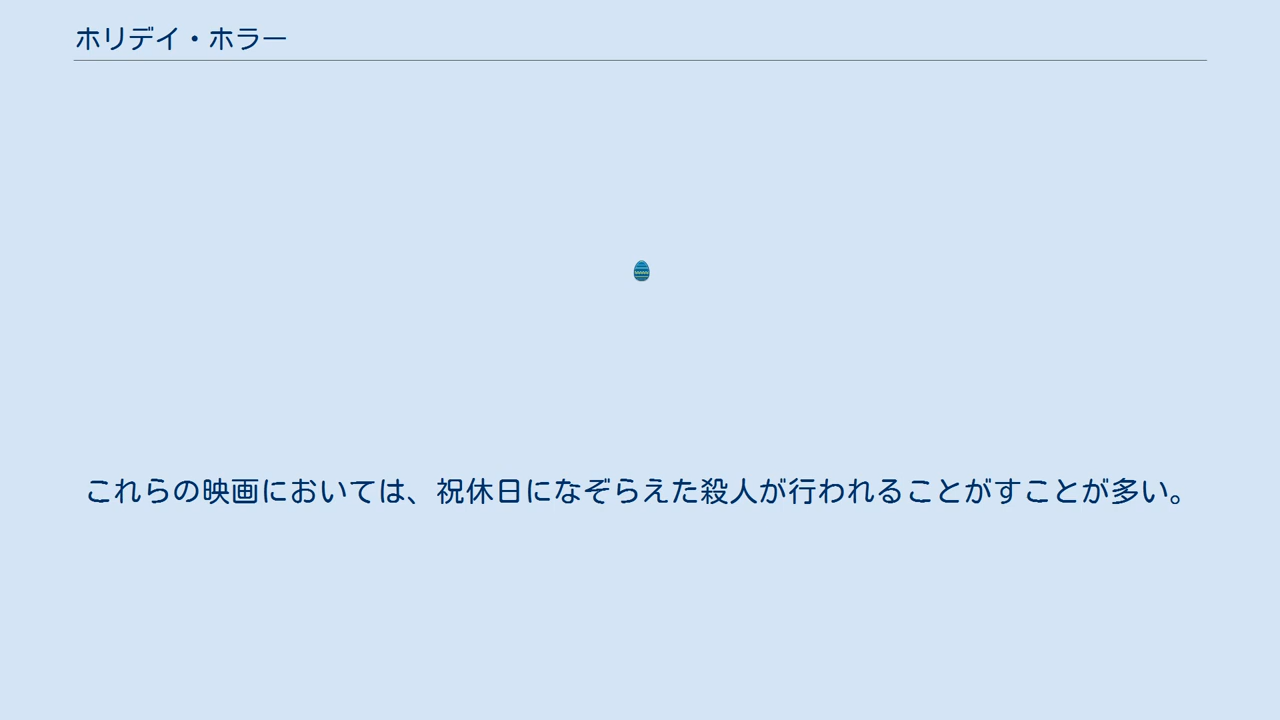 ホリデイ・ホラー
これらの映画においては、祝休日になぞらえた殺人が行われることがすことが多い。